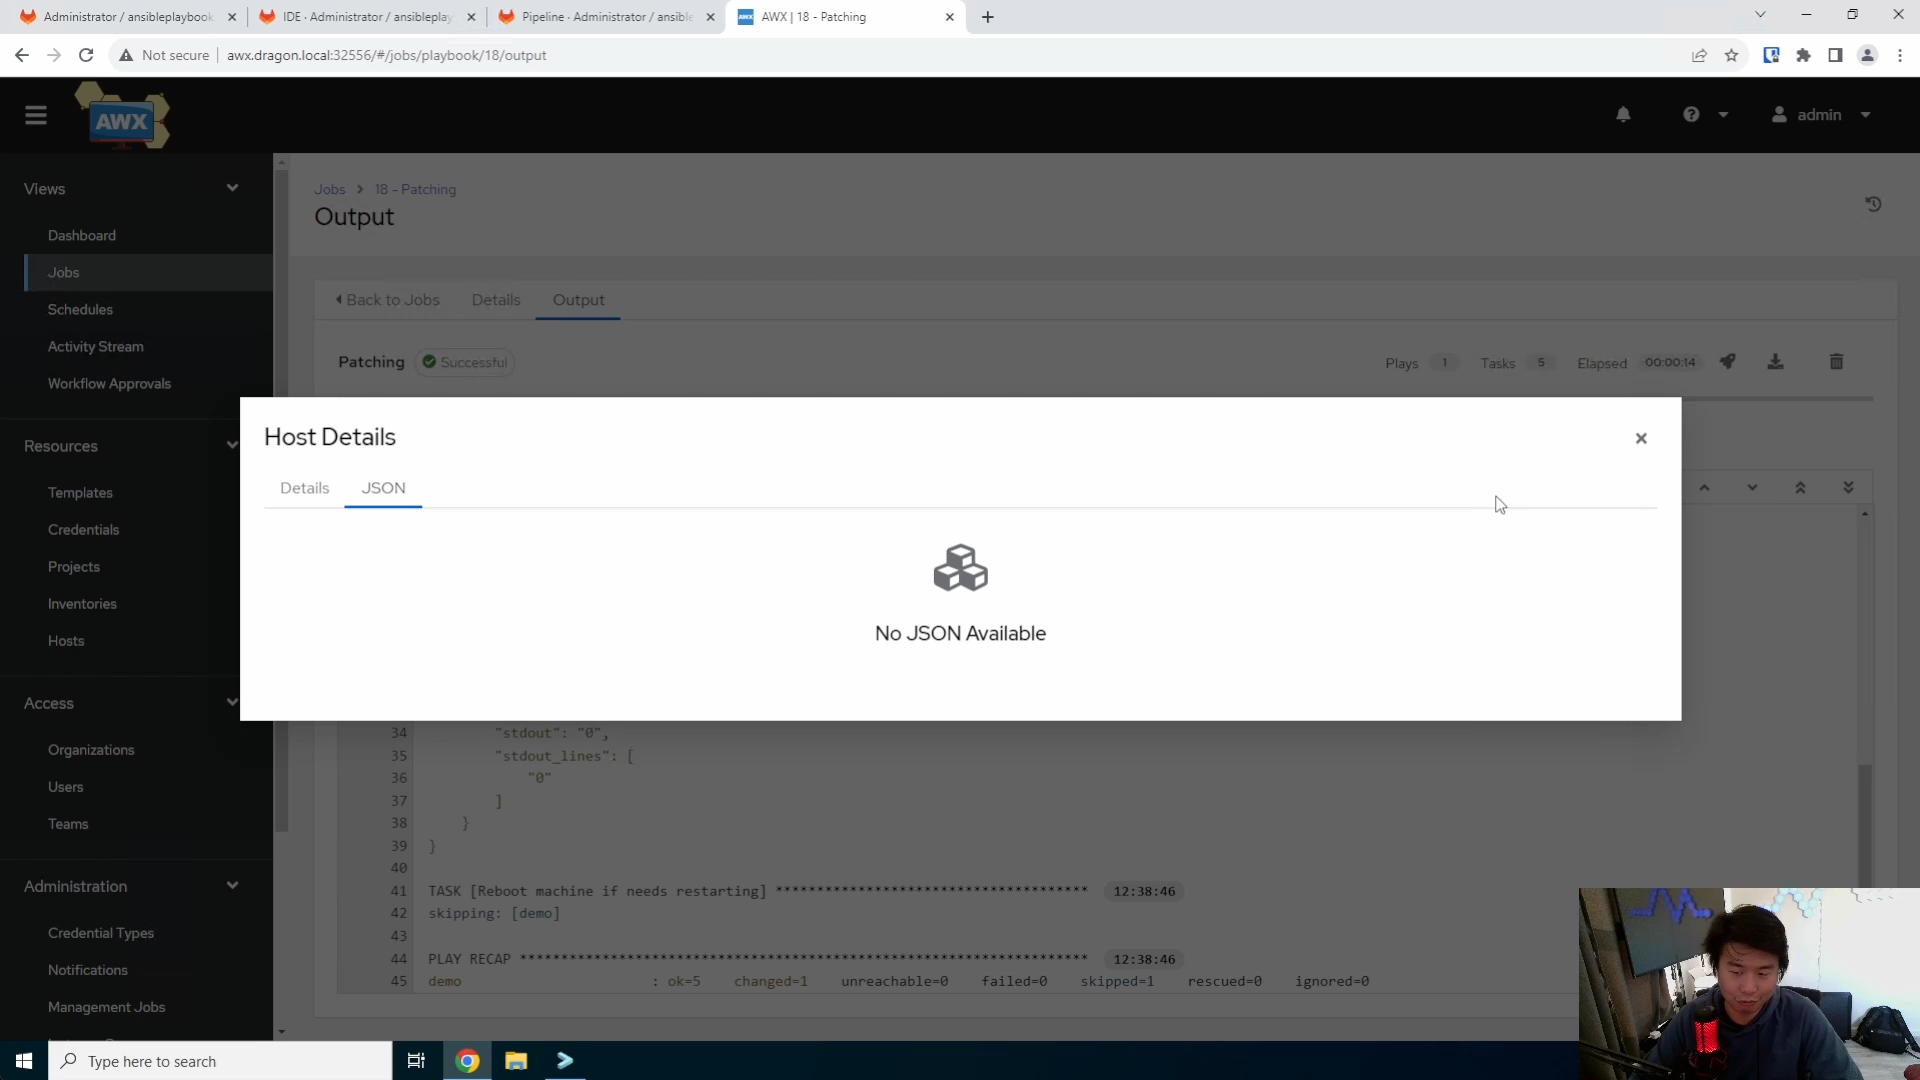 Administrator / ansibleplaybook
IDE · Administrator / ansiblepla
Pipeline · Administrator / ansible
AWX | 18 - Patching
Not secure
awx.dragon.local:32556/#/jobs/playbook/18/output
AWX
admin
Views
Dashboard
Jobs
Schedules
Activity Stream
Workflow Approvals
Resources
Templates
Credentials
Projects
Inventories
Hosts
Access
Organizations
Users
Teams
Administration
Credential Types
Notifications
Management Jobs
Jobs > 18 - Patching
Output
Back to Jobs
Details
Output
Patching
Successful
Plays 1
Tasks 5
Elapsed 00:00:14
Host Details
Details
JSON
No JSON Available
34 "stdout": "0",
35 "stdout_lines": [
36 "0"
37 ]
38 }
39 }
40
41 TASK [Reboot machine if needs restarting] ************************************* 12:38:46
42 skipping: [demo]
43
44 PLAY RECAP ********************************************************************* 12:38:46
45 demo : ok=5 changed=1 unreachable=0 failed=0 skipped=1 rescued=0 ignored=0
Type here to search